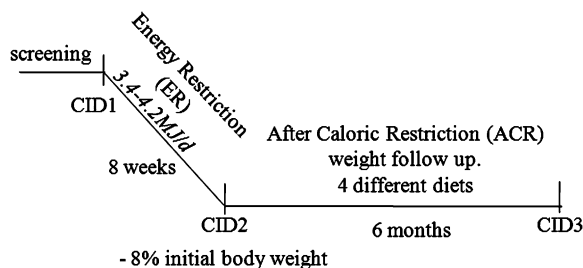 screening
Energy Restriction
(ER)
3.4-4.2MJ/d
CID1
8 weeks
After Caloric Restriction (ACR)
weight follow up.
4 different diets
CID2
6 months
CID3
- 8% initial body weight